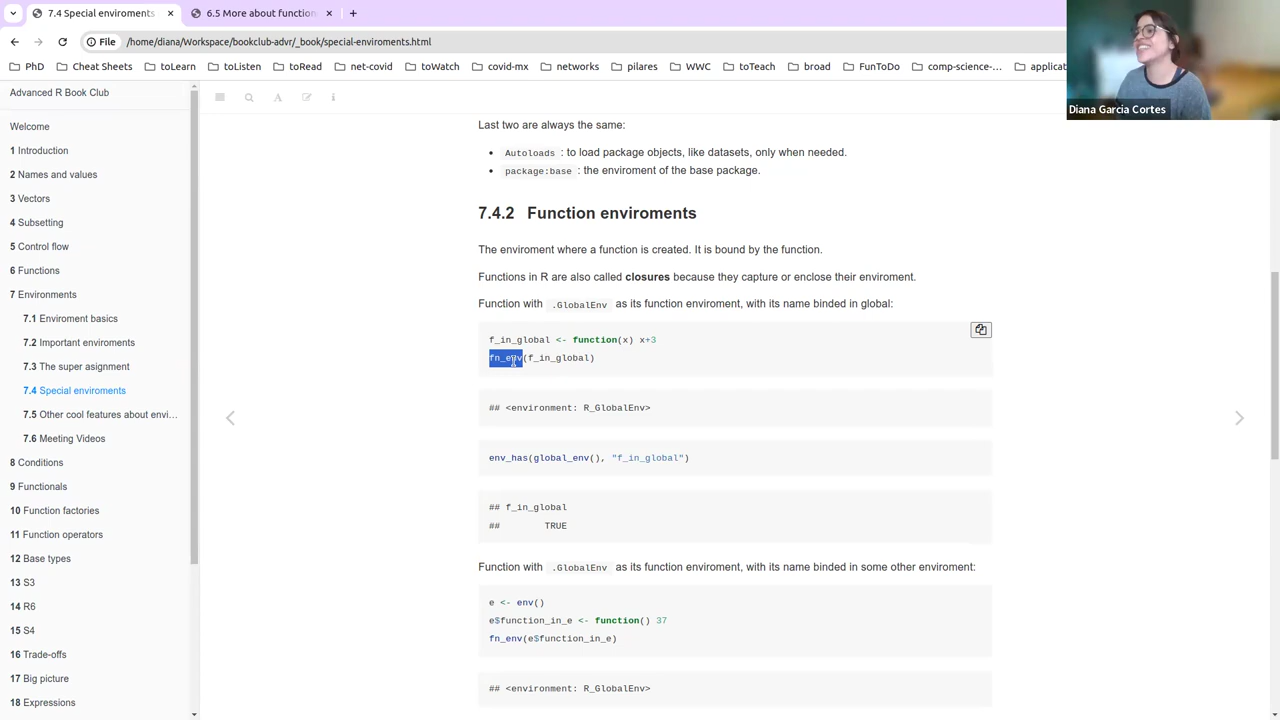 7.4 Special enviroments
6.5 More about function
File
/home/diana/Workspace/bookclub-advr/_book/special-enviroments.html
PhD
Cheat Sheets
toLearn
toListen
toRead
net-covid
toWatch
covid-mx
networks
pilares
WWC
toTeach
broad
FunToDo
comp-science-...
applicat
Diana Garcia Cortes
Advanced R Book Club
Welcome
1 Introduction
2 Names and values
3 Vectors
4 Subsetting
5 Control flow
6 Functions
7 Environments
7.1 Enviroment basics
7.2 Important enviroments
7.3 The super asignment
7.4 Special enviroments
7.5 Other cool features about envi...
7.6 Meeting Videos
8 Conditions
9 Functionals
10 Function factories
11 Function operators
12 Base types
13 S3
14 R6
15 S4
16 Trade-offs
17 Big picture
18 Expressions
Last two are always the same:
• Autoloads : to load package objects, like datasets, only when needed.
• package:base : the enviroment of the base package.
7.4.2 Function enviroments
The enviroment where a function is created. It is bound by the function.
Functions in R are also called closures because they capture or enclose their enviroment.
Function with .GlobalEnv as its function enviroment, with its name binded in global:
f_in_global <- function(x) x+3
fn_env(f_in_global)
## <environment: R_GlobalEnv>
env_has(global_env(), "f_in_global")
## f_in_global
## TRUE
Function with .GlobalEnv as its function enviroment, with its name binded in some other enviroment:
e <- env()
e$function_in_e <- function() 37
fn_env(e$function_in_e)
## <environment: R_GlobalEnv>